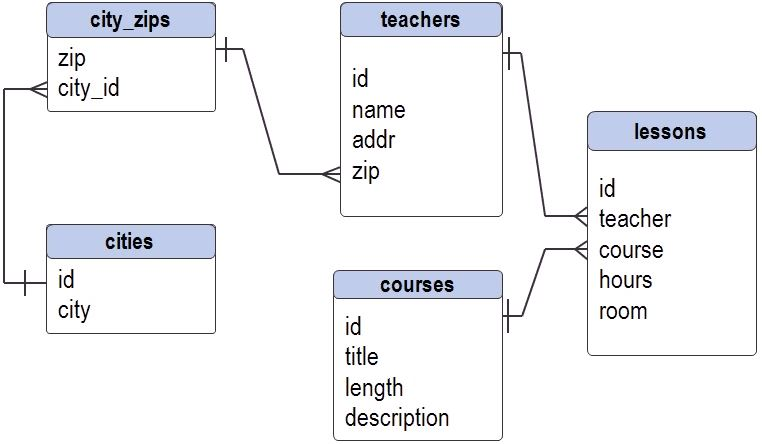 city_zips
zip
city_id
teachers
id
name
addr
zip
lessons
id
teacher
course
hours
room
cities
id
city
courses
id
title
length
description